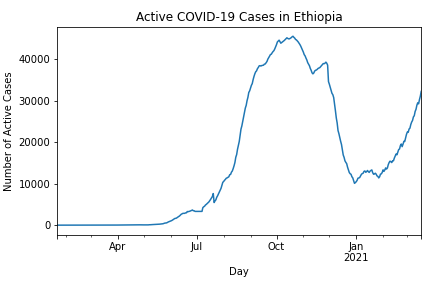 Active COVID-19 Cases in Ethiopia
Number of Active Cases
40000
30000
20000
10000
0
Apr
Jul
Oct
Jan
2021
Day